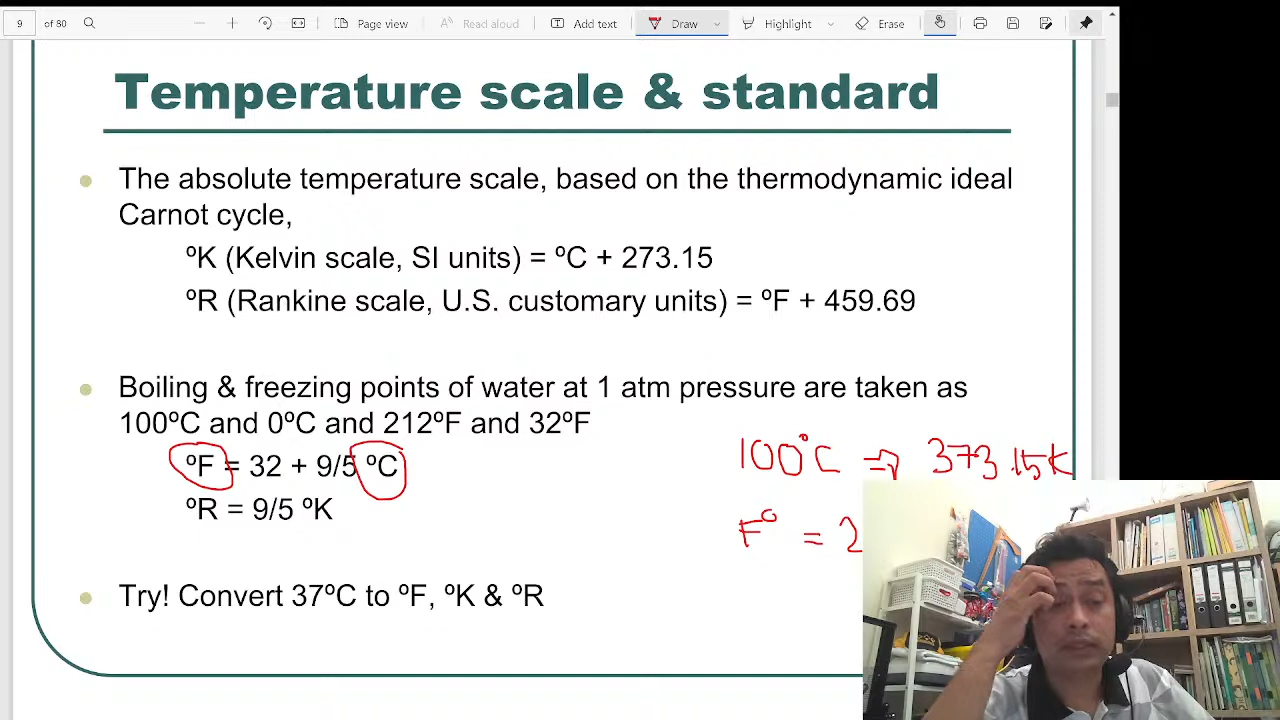 9 of 80 Page view Read aloud Add text Draw Highlight Erase
Temperature scale & standard
The absolute temperature scale, based on the thermodynamic ideal
Carnot cycle,
ºK (Kelvin scale, SI units) = ºC + 273.15
ºR (Rankine scale, U.S. customary units) = ºF + 459.69
Boiling & freezing points of water at 1 atm pressure are taken as
100ºC and 0ºC and 212ºF and 32ºF
ºF = 32 + 9/5 ºC
100°C ⇒ 373.15K
ºR = 9/5 ºK
F° = 2
Try! Convert 37ºC to ºF, ºK & ºR